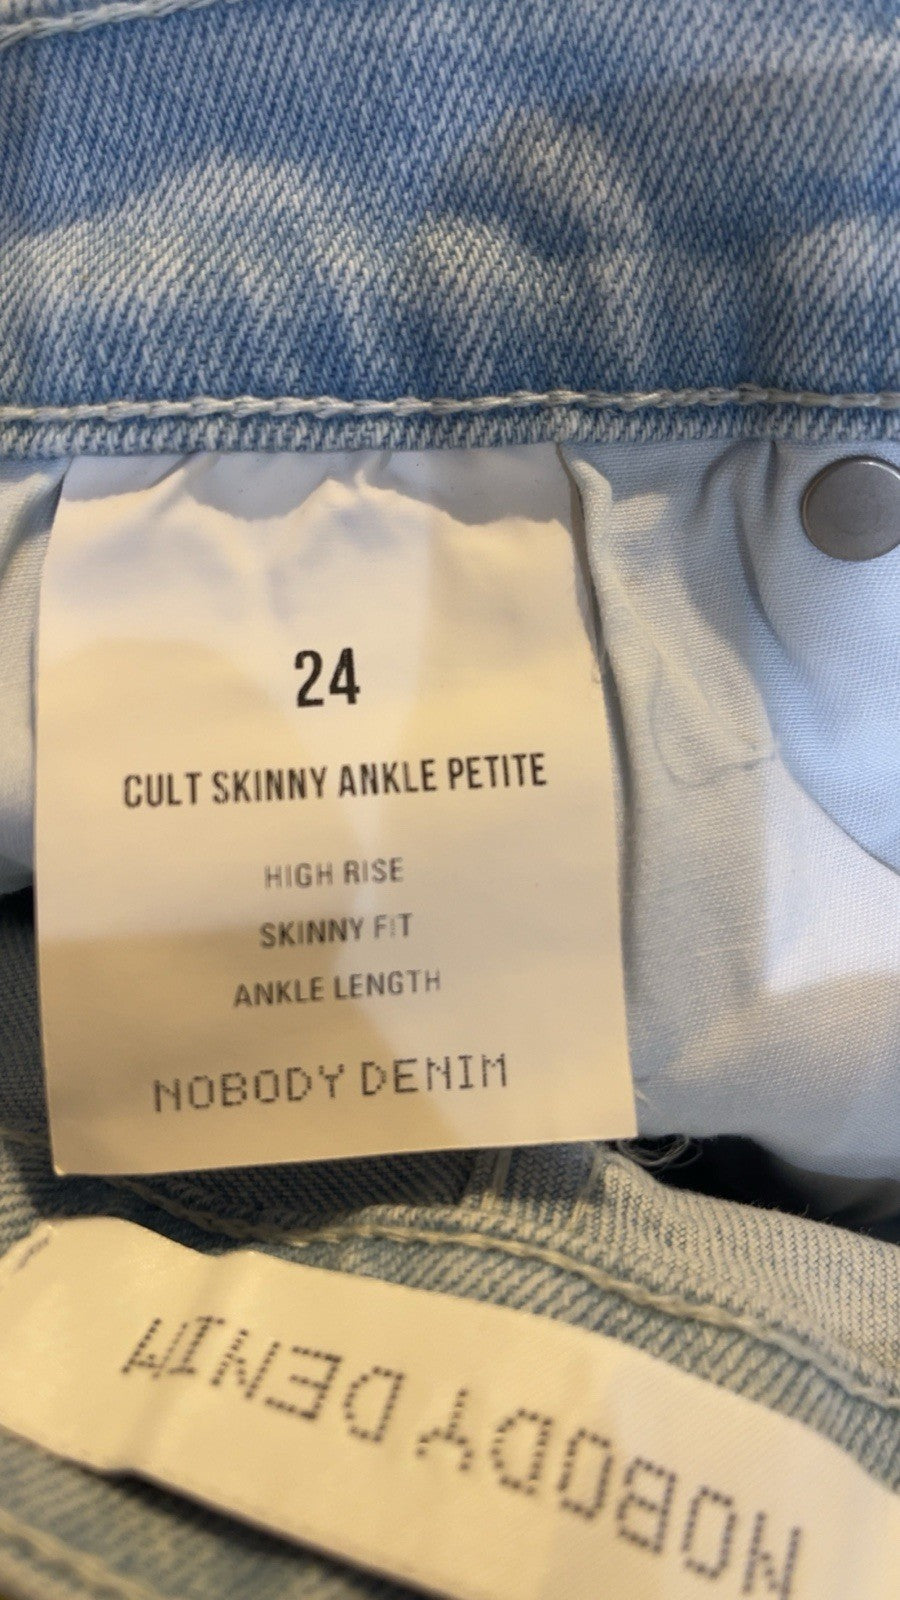 24
CULT SKINNY ANKLE PETITE
HIGH RISE
SKINNY FIT
ANKLE LENGTH
NOBODY DENIM
NOBODY DENIM